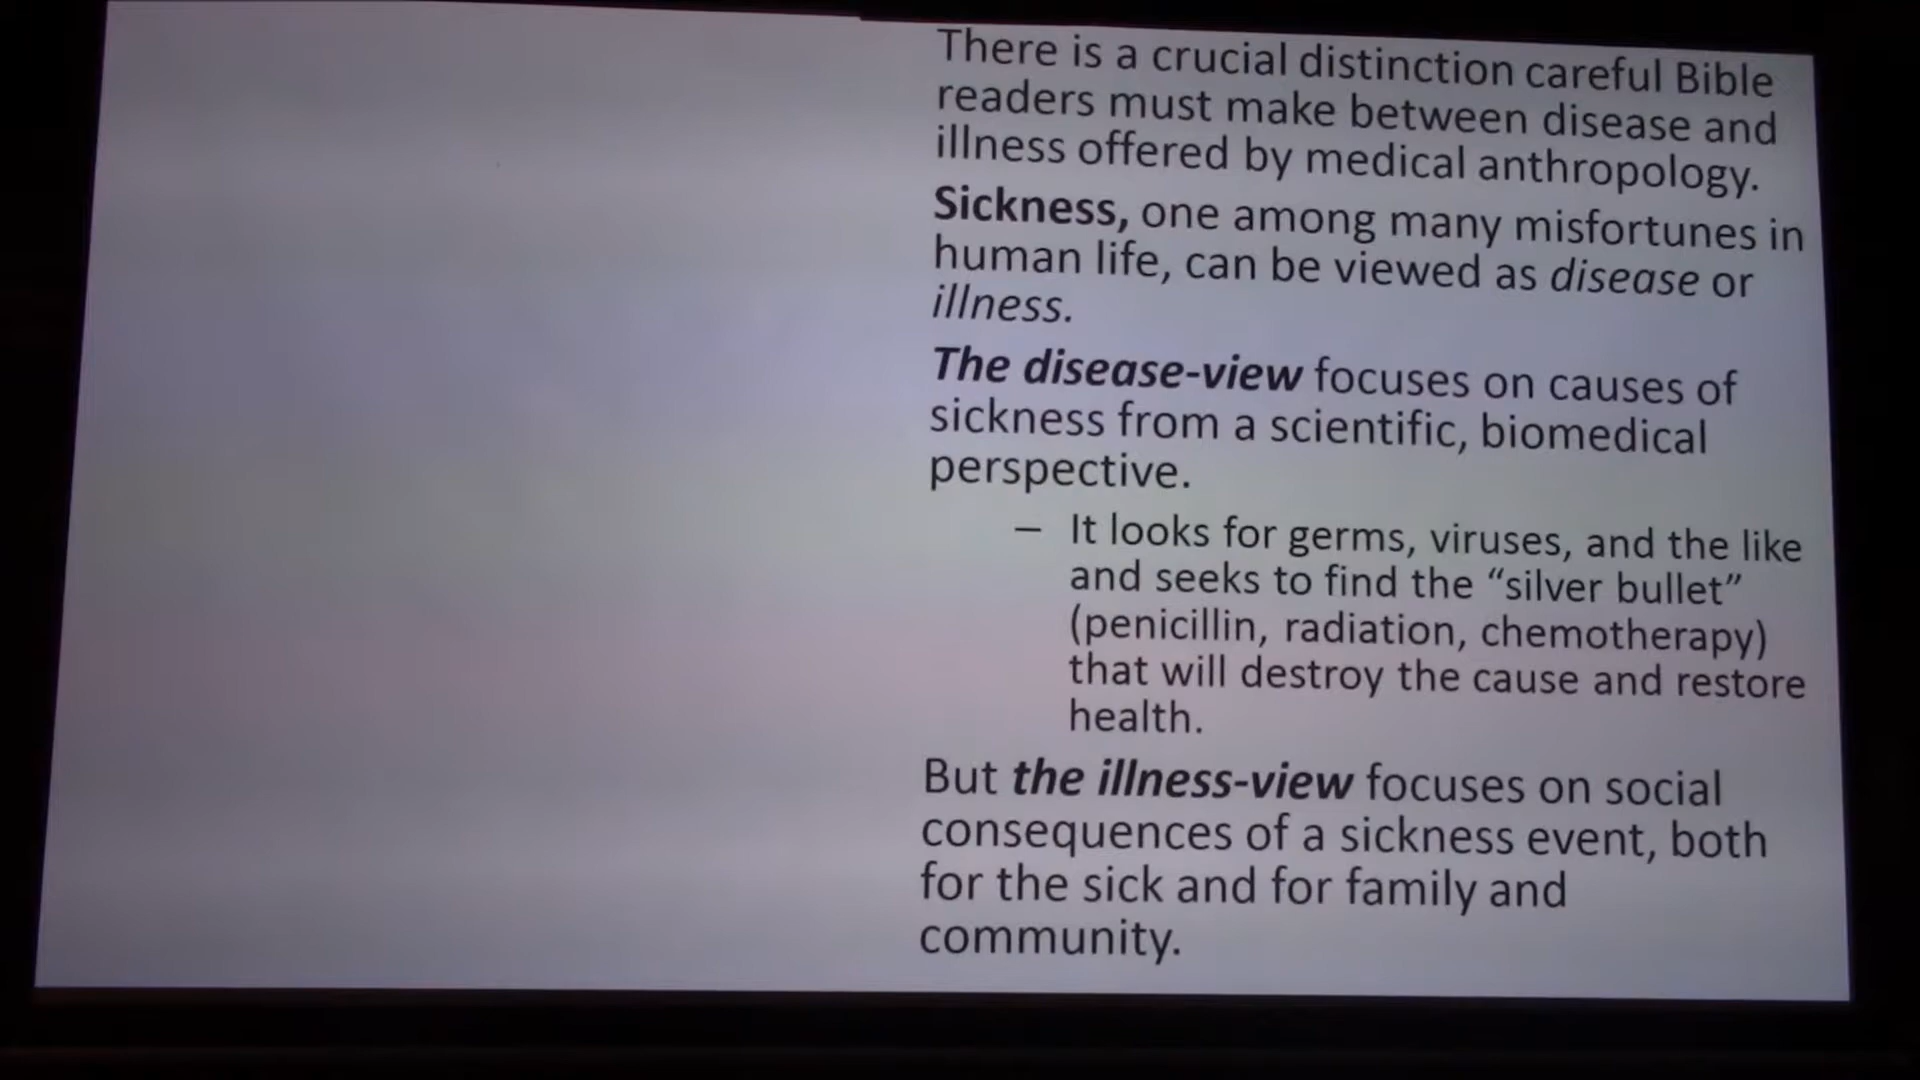 There is a crucial distinction careful Bible
readers must make between disease and
illness offered by medical anthropology.
Sickness, one among many misfortunes in
human life, can be viewed as disease or
illness.
The disease-view focuses on causes of
sickness from a scientific, biomedical
perspective.
– It looks for germs, viruses, and the like
and seeks to find the “silver bullet”
(penicillin, radiation, chemotherapy)
that will destroy the cause and restore
health.
But the illness-view focuses on social
consequences of a sickness event, both
for the sick and for family and
community.